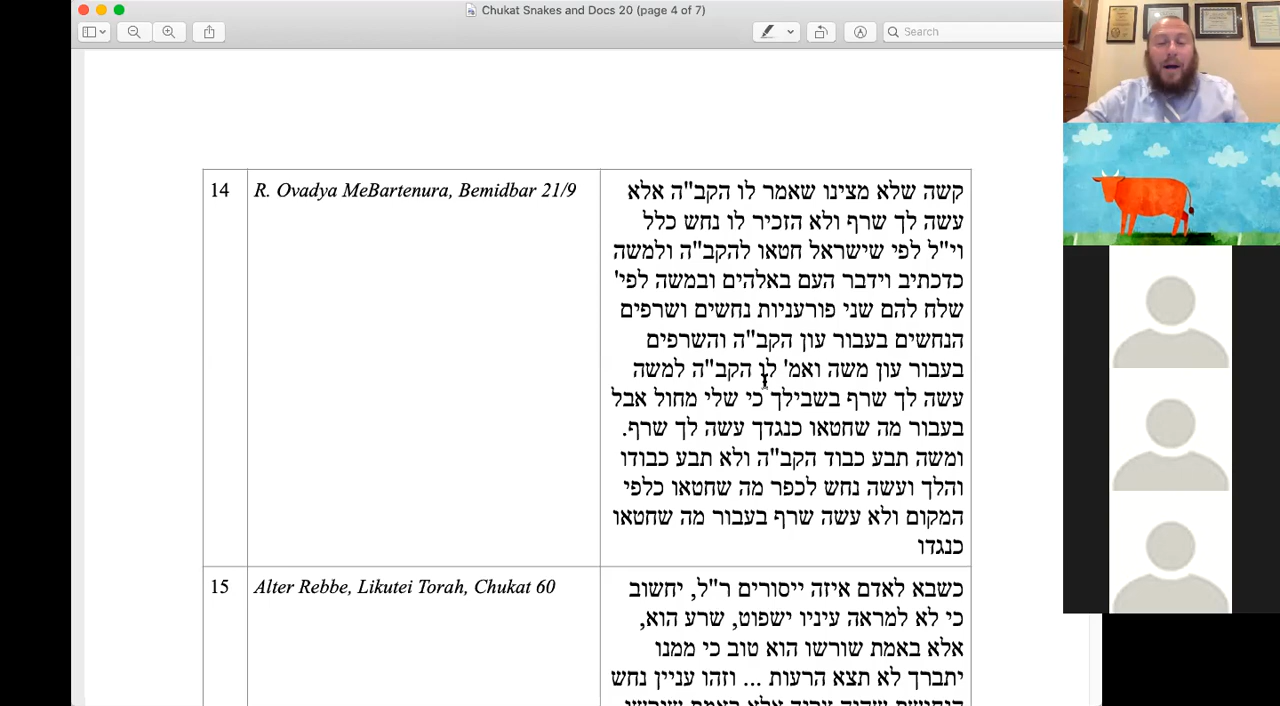 Chukat Snakes and Docs 20 (page 4 of 7)
Search
14
R. Ovadya MeBartenura, Bemidbar 21/9
קשה שלא מצינו שאמר לו הקב"ה אלא
עשה לך שרף ולא הזכיר לו נחש כלל
וי"ל לפי שישראל חטאו להקב"ה ולמשה
כדכתיב וידבר העם באלהים ובמשה לפי'
שלח להם שני פורעניות נחשים ושרפים
הנחשים בעבור עון הקב"ה והשרפים
בעבור עון משה ואמ' לו הקב"ה למשה
עשה לך שרף בשבילך כי שלי מחול אבל
בעבור מה שחטאו כנגדך עשה לך שרף.
ומשה תבע כבוד הקב"ה ולא תבע כבודו
והלך ועשה נחש לכפר מה שחטאו כלפי
המקום ולא עשה שרף בעבור מה שחטאו
כנגדו
15
Alter Rebbe, Likutei Torah, Chukat 60
כשבא לאדם איזה ייסורים ר"ל, יחשוב
כי לא למראה עיניו ישפוט, שרע הוא,
אלא באמת שורשו הוא טוב כי ממנו
יתברך לא תצא הרעות ... וזהו עניין נחש